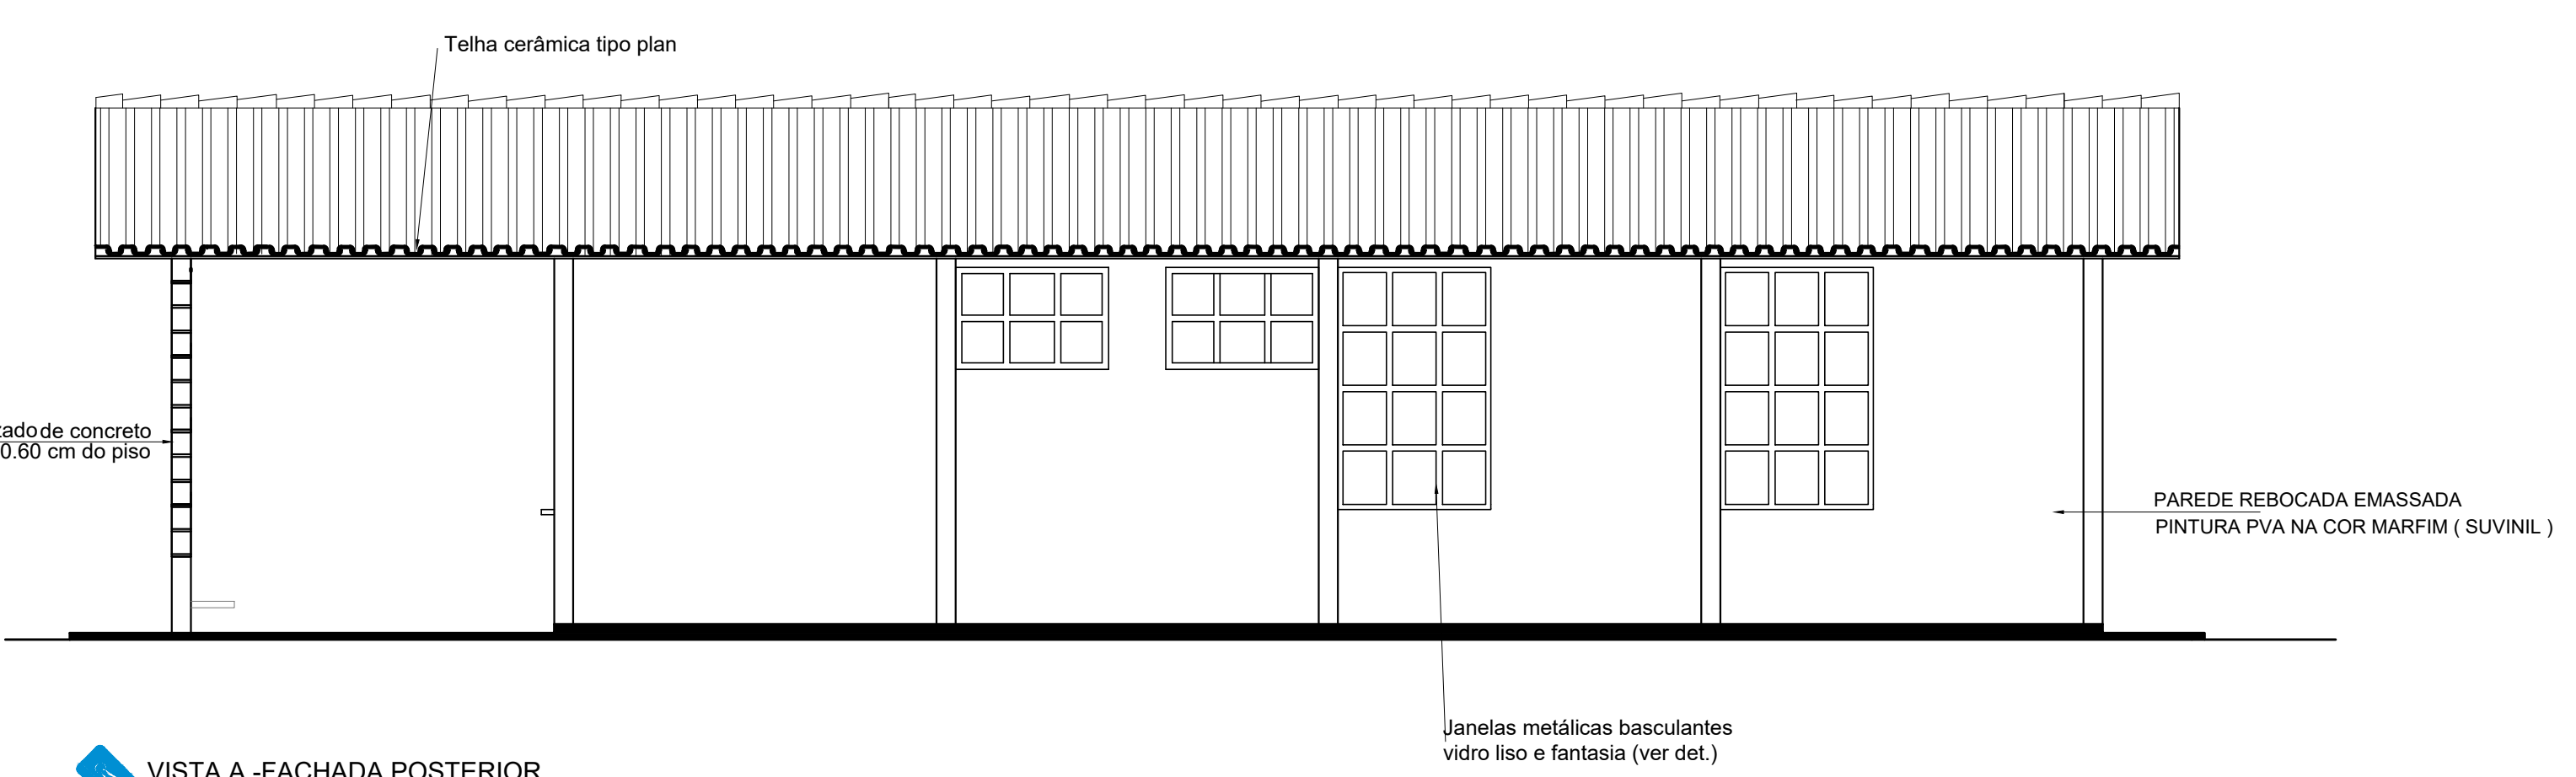 Telha cerâmica tipo plan
de concreto
0.60 cm do piso
PAREDE REBOCADA EMASSADA
PINTURA PVA NA COR MARFIM ( SUVINIL )
Janelas metálicas basculantes
vidro liso e fantasia (ver det.)
VISTA A -FACHADA POSTERIOR